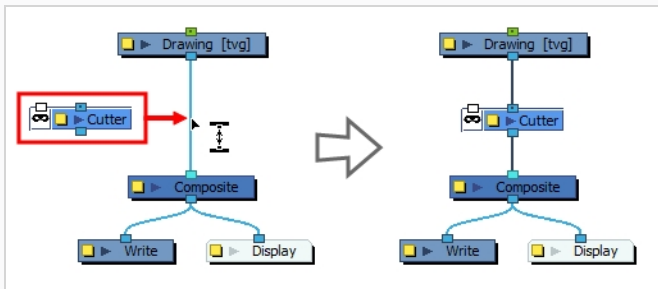 Drawing [tvg]
Cutter
Composite
Write
Display
Drawing [tvg]
Cutter
Composite
Write
Display